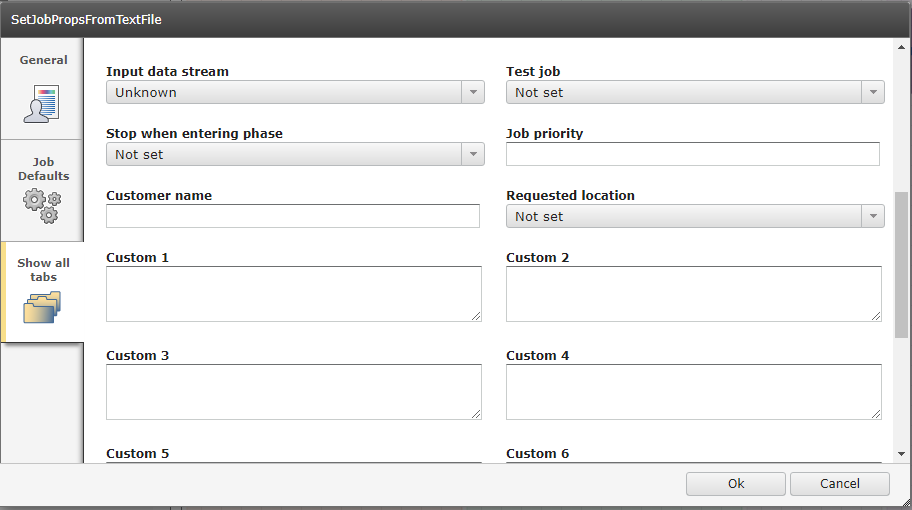 SetJobPropsFromTextFile
General
Job
Defaults
Show all
tabs
Input data stream
Unknown
Test job
Not set
Stop when entering phase
Not set
Job priority
Customer name
Requested location
Not set
Custom 1
Custom 2
Custom 3
Custom 4
Custom 5
Custom 6
Ok
Cancel